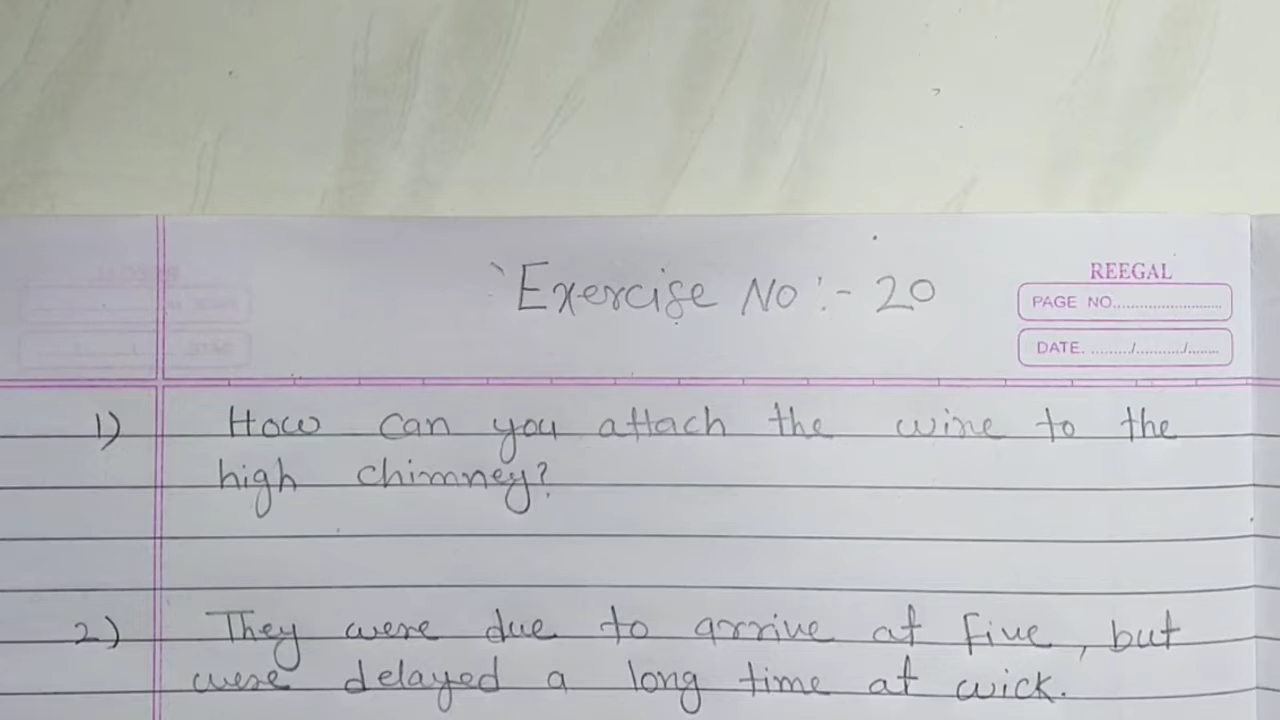 Exercise No :- 20
REEGAL
PAGE NO..........................
DATE. ........./.........../........
1) How can you attach the wire to the
high chimney?
2) They were due to arrive at five, but
were delayed a long time at wick.